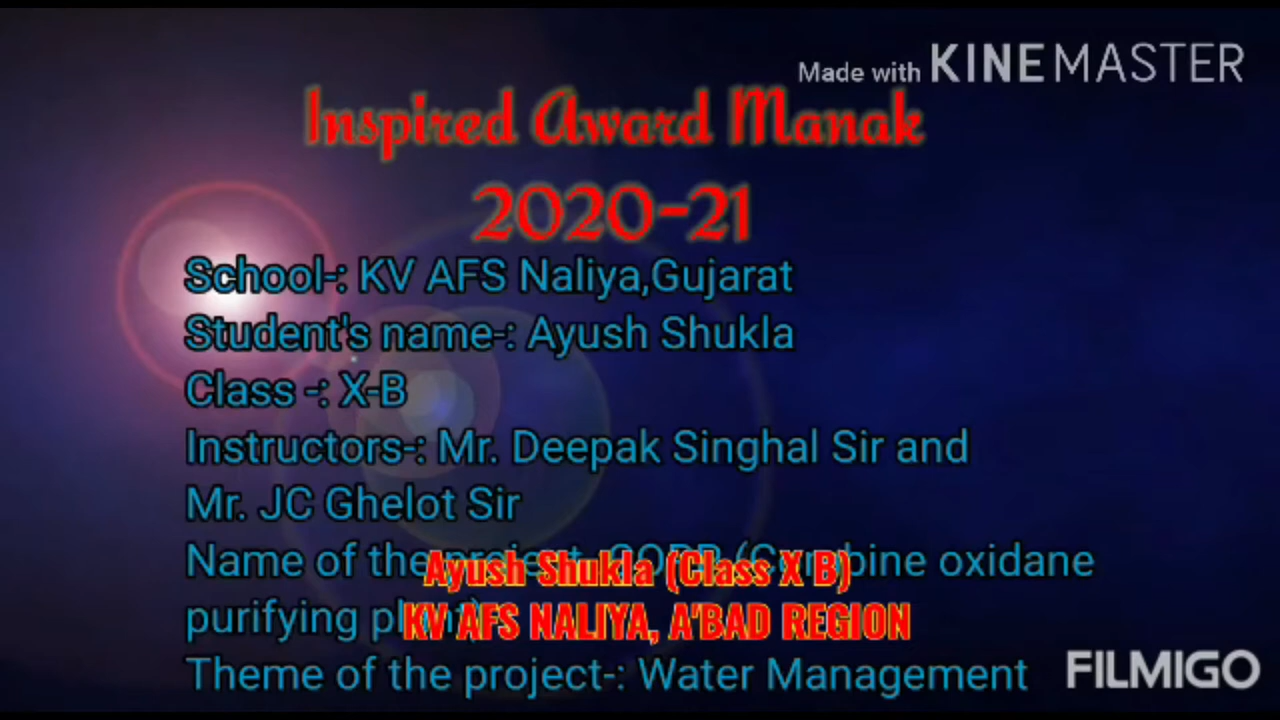 Made with KINEMASTER
Inspired Award Manak
2020-21
School-: KV AFS Naliya,Gujarat
Student's name-: Ayush Shukla
Class -: X-B
Instructors-: Mr. Deepak Singhal Sir and
Mr. JC Ghelot Sir
Name of the oxidane
Ayush Shukla (Class X B)
purifying
KV AFS NALIYA, A'BAD REGION
Theme of the project-: Water Management
FILMIGO